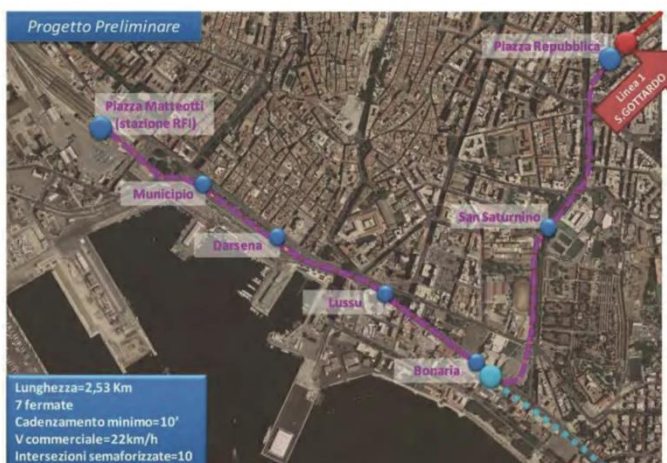 Progetto Preliminare
Piazza Repubblica
Linea 1
S.GOTTARDO
Piazza Matteotti
(stazione RFI)
Municipio
San Saturnino
Darsena
Lussu
Bonaria
Lunghezza=2,53 Km
7 fermate
Cadenzamento minimo=10'
V commerciale=22km/h
Intersezioni semaforizzate=10